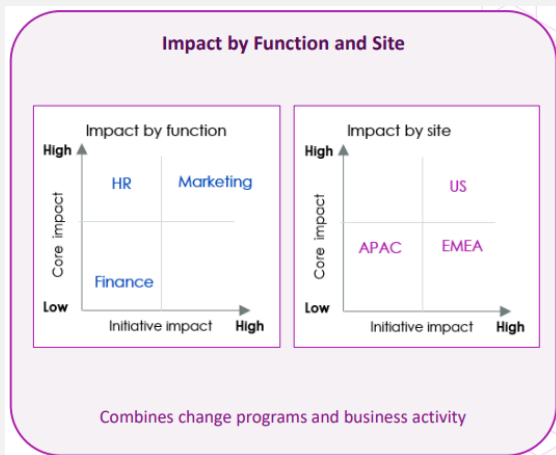 Impact by Function and Site
Impact by function
High
HR
Marketing
Core impact
Finance
Low
Initiative impact
High
Impact by site
High
US
Core impact
APAC
EMEA
Low
Initiative impact
High
Combines change programs and business activity